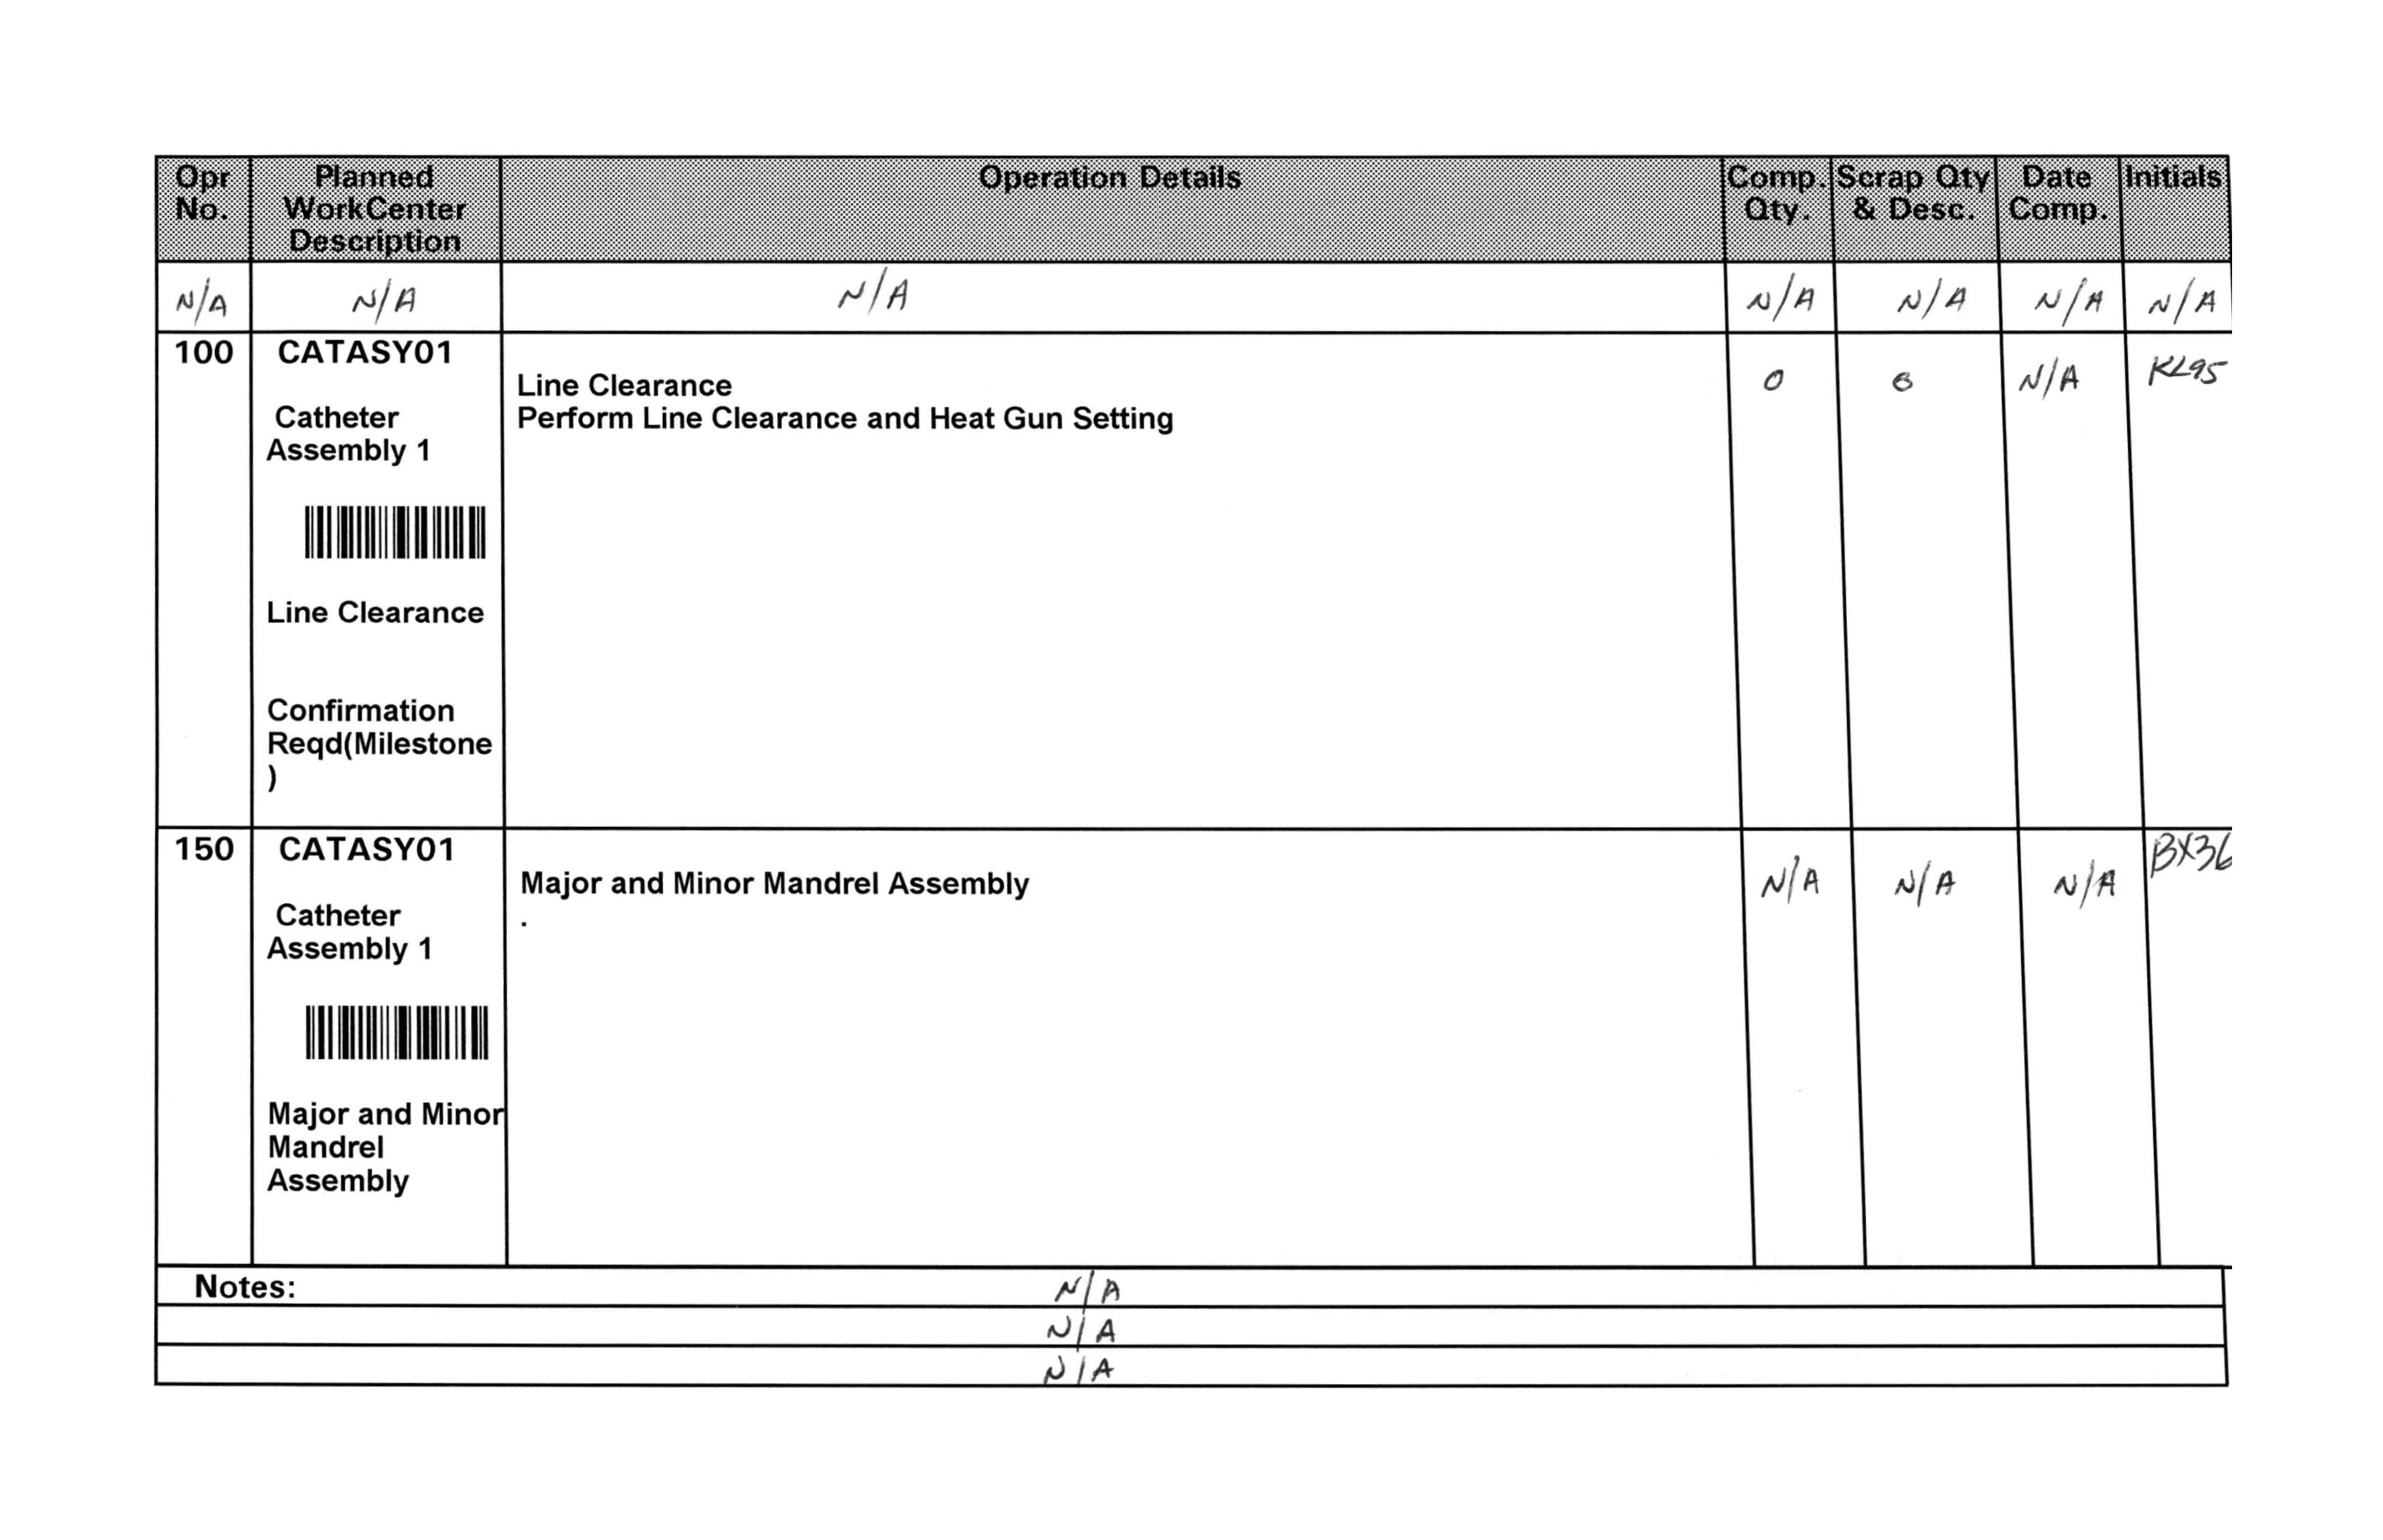 Opr No. Planned WorkCenter Description Operation Details Comp. Qty. Scrap Qty & Desc. Date Comp. Initials
N/A N/A N/A N/A N/A N/A N/A
100 CATASY01
Line Clearance 0 N/A KL95
Catheter Perform Line Clearance and Heat Gun Setting
Assembly 1
Line Clearance
Confirmation
Reqd(Milestone
)
150 CATASY01 BX36
Major and Minor Mandrel Assembly N/A N/A N/A
Catheter .
Assembly 1
Major and Minor
Mandrel
Assembly
Notes: N/A
N/A
N/A